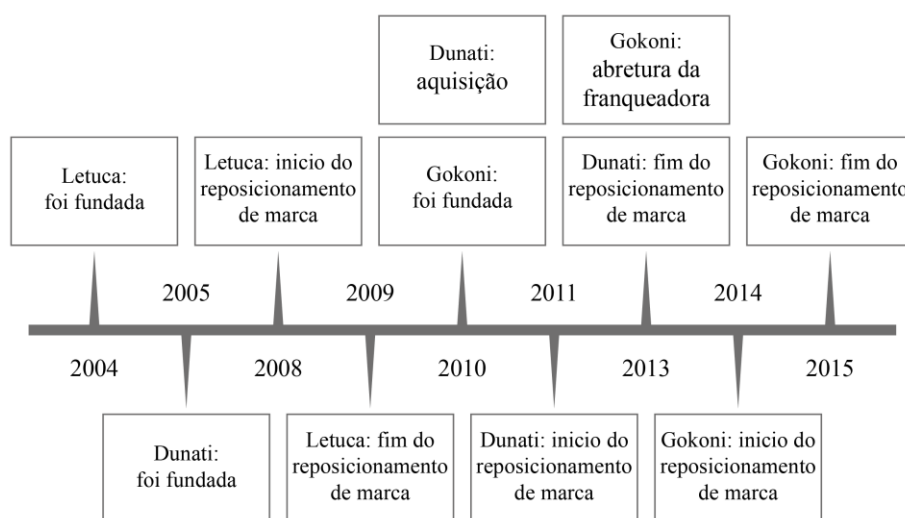 Dunati:
aquisição
Gokoni:
abretura da
franqueadora
Letuca:
foi fundada
Letuca: inicio do
reposicionamento
de marca
Gokoni:
foi fundada
Dunati: fim do
reposicionamento
de marca
Gokoni: fim do
reposicionamento
de marca
2005
2009
2011
2014
2004
2008
2010
2013
2015
Dunati:
foi fundada
Letuca: fim do
reposicionamento
de marca
Dunati: inicio do
reposicionamento
de marca
Gokoni: inicio do
reposicionamento
de marca